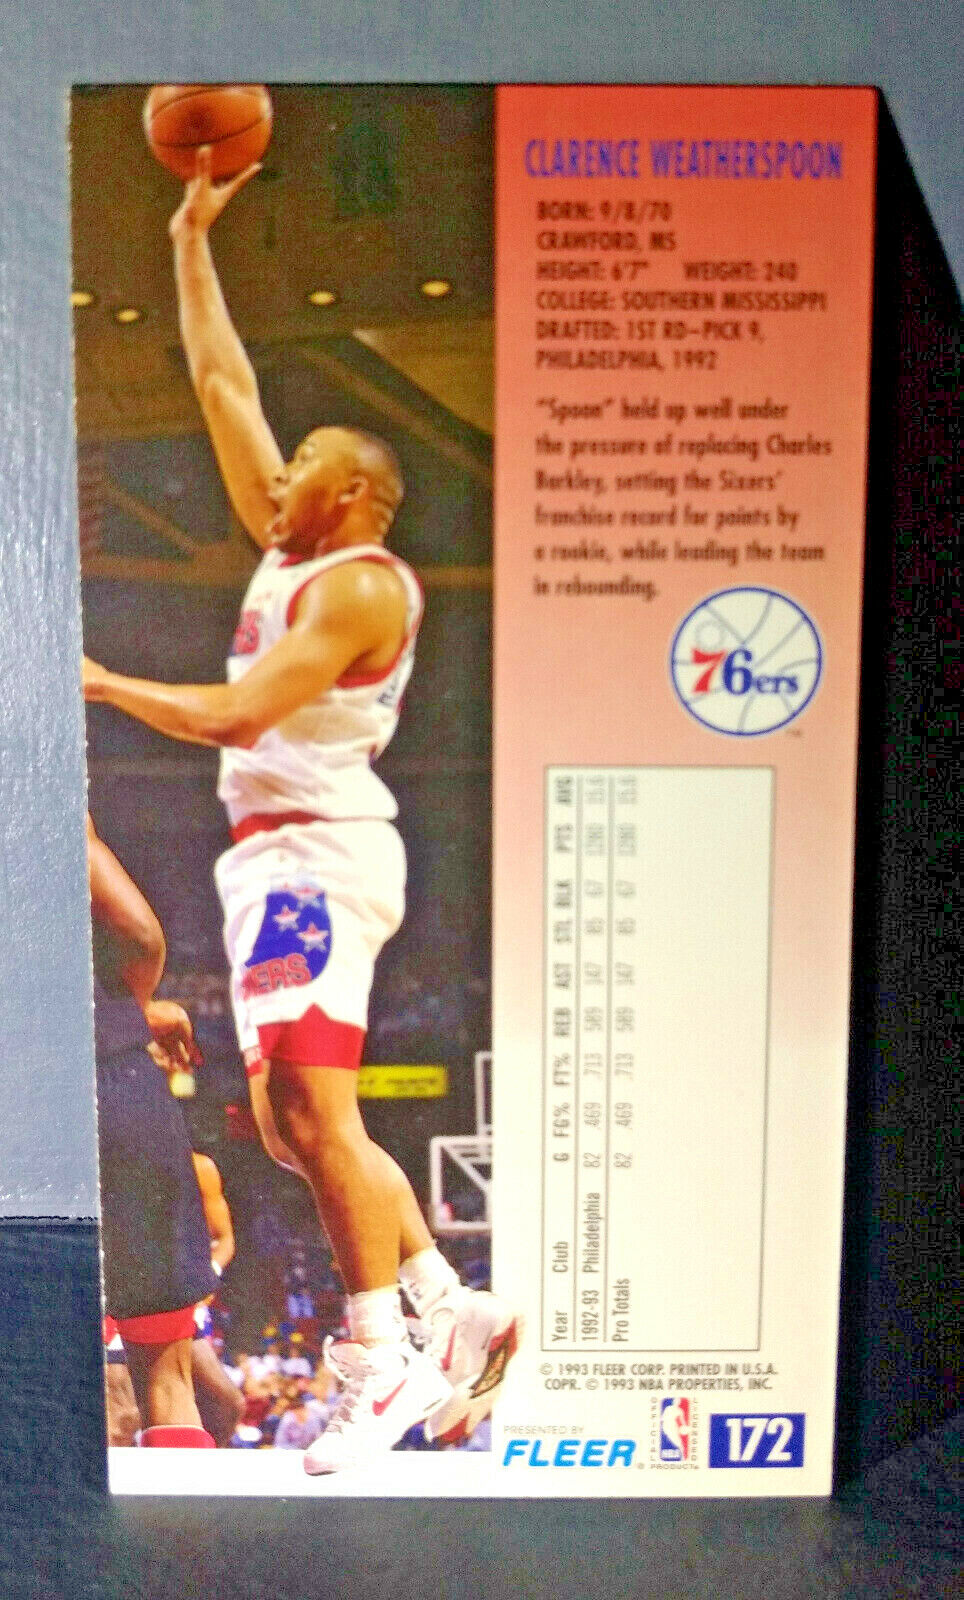 CLARENCE WEATHERSPOON
BORN: 9/8/70
CRAWFORD, MS
HEIGHT: 6'7" WEIGHT: 240
COLLEGE: SOUTHERN MISSISSIPPI
DRAFTED: 1ST RD–PICK 9,
PHILADELPHIA, 1992
"Spoon" held up well under
the pressure of replacing Charles
Barkley, setting the Sixers'
franchise record for points by
a rookie, while leading the team
in rebounding.
76ers
Year Club G FG% FT% REB AST STL BLK PTS AVG
1992-93 Philadelphia 82 .469 .713 589 147 85 67 1280 15.6
Pro Totals 82 .469 .713 589 147 85 67 1280 15.6
© 1993 FLEER CORP. PRINTED IN U.S.A.
COPR. © 1993 NBA PROPERTIES, INC.
PRESENTED BY
FLEER
OFFICIAL
LICENSED
NBA
PRODUCT
172
ERS